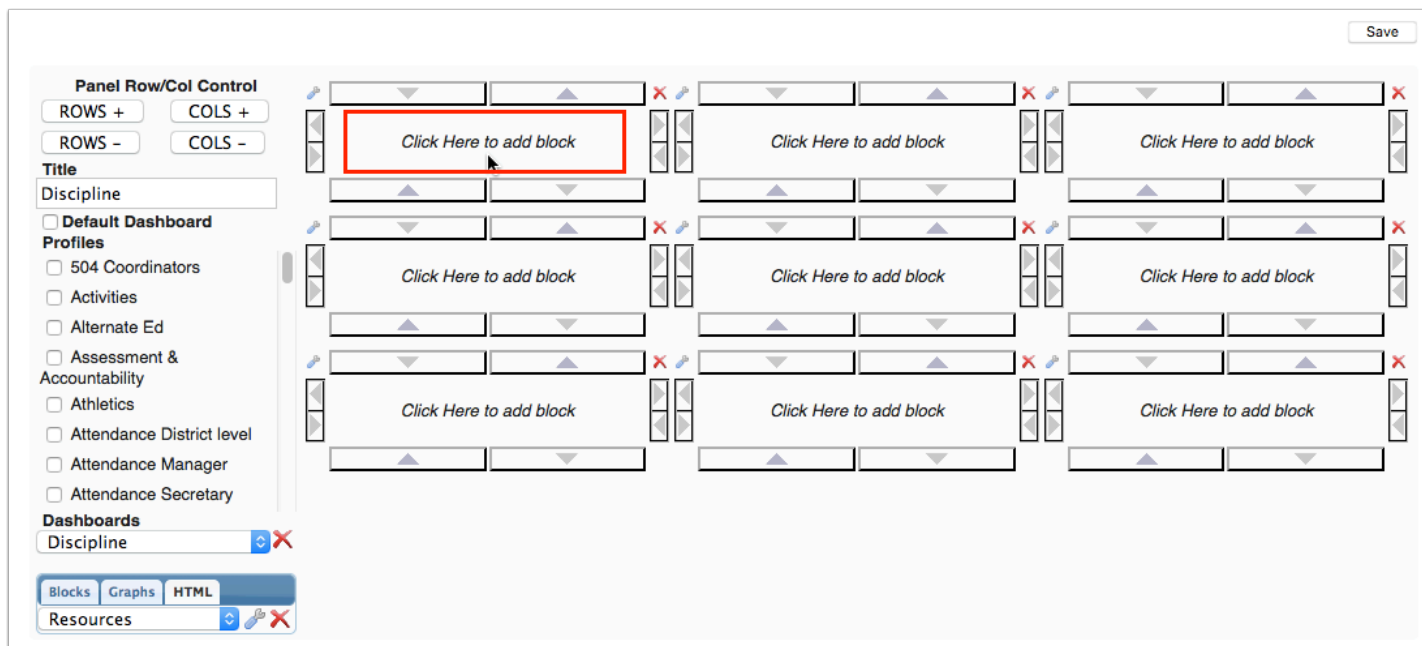 Save
Panel Row/Col Control
ROWS + COLS +
ROWS – COLS –
Title
Discipline
Default Dashboard
Profiles
504 Coordinators
Activities
Alternate Ed
Assessment &
Accountability
Athletics
Attendance District level
Attendance Manager
Attendance Secretary
Dashboards
Discipline
Blocks Graphs HTML
Resources
Click Here to add block Click Here to add block Click Here to add block
Click Here to add block Click Here to add block Click Here to add block
Click Here to add block Click Here to add block Click Here to add block